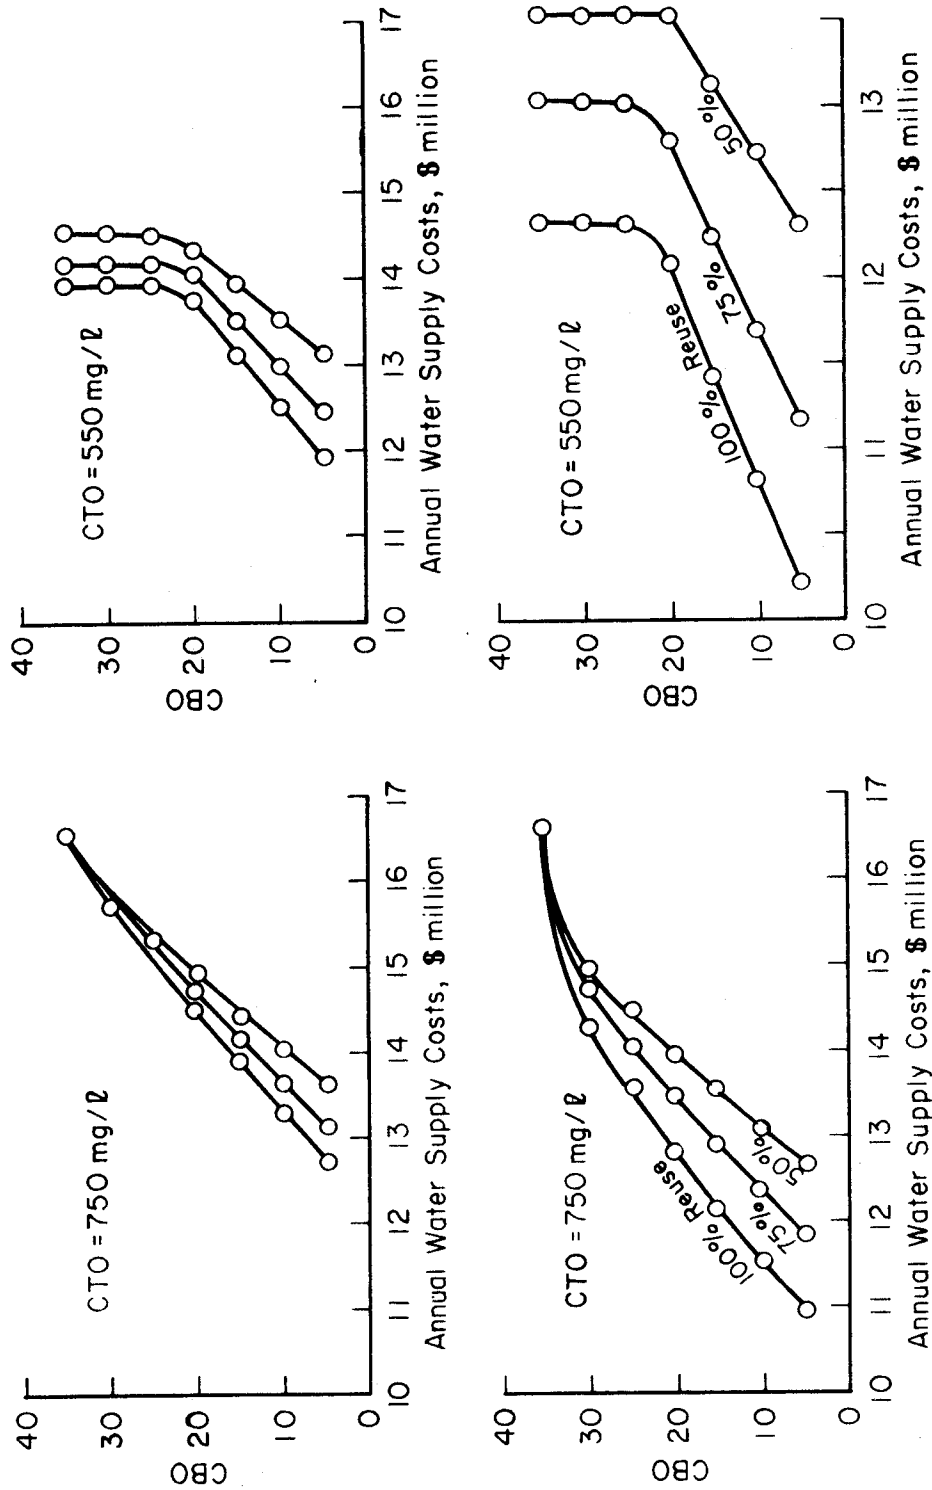 40
30
20
10
0
CBO
CTO = 750 mg/ℓ
10 11 12 13 14 15 16 17
Annual Water Supply Costs, $ million
40
30
20
10
0
CBO
CTO = 550 mg/ℓ
10 11 12 13 14 15 16 17
Annual Water Supply Costs, $ million
40
30
20
10
0
CBO
CTO = 750 mg/ℓ
100% Reuse
75%
50%
10 11 12 13 14 15 16 17
Annual Water Supply Costs, $ million
40
30
20
10
0
CBO
CTO = 550 mg/ℓ
100% Reuse
75%
50%
10 11 12 13
Annual Water Supply Costs, $ million